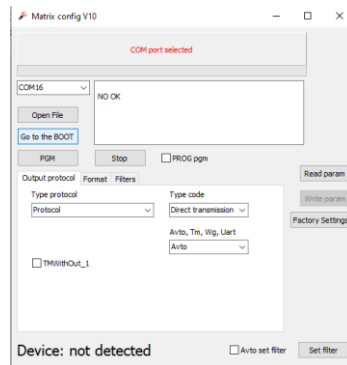 Matrix config V10
COM port selected
COM16
NO OK
Open File
Go to the BOOT
PGM
Stop
PROG pgm
Read param
Output protocol Format Filters
Write param
Type protocol Type code
Protocol Direct transmission
Factory Settings
Avto, Tm, Wg, Uart
Avto
TMWithOut_1
Device: not detected
Avto set filter
Set filter